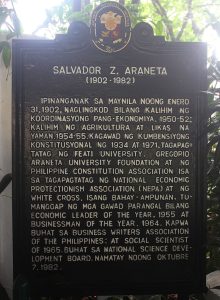 SALVADOR Z. ARANETA
(1902-1982)
IPINANGANAK SA MAYNILA NOONG ENERO
31, 1902, NAGLINGKOD BILANG KALIHIM NG
KOORDINASYONG PANG-EKONOMIYA, 1950-52;
KALIHIM NG AGRIKULTURA AT LIKAS NA
YAMAN, 1954-55. KAGAWAD NG KUMBENSIYONG
KONSTITUSYONAL NG 1934 AT 1971, TAGAPAG-
TATAG NG FEATI UNIVERSITY, GREGORIO
ARANETA UNIVERSITY FOUNDATION AT NG
PHILIPPINE CONSTITUTION ASSOCIATION. ISA
SA TAGAPAGTATAG NG NATIONAL ECONOMIC
PROTECTIONISM ASSOCIATION (NEPA) AT NG
WHITE CROSS, ISANG BAHAY-AMPUNAN. TU-
MANGGAP NG MGA GAWAD PARANGAL BILANG
ECONOMIC LEADER OF THE YEAR, 1955 AT
BUSINESSMAN OF THE YEAR, 1964, KAPWA
BUHAT SA BUSINESS WRITERS ASSOCIATION
OF THE PHILIPPINES; AT SOCIAL SCIENTIST
OF 1965, BUHAT SA NATIONAL SCIENCE DEVE-
LOPMENT BOARD. NAMATAY NOONG OKTUBRE
7, 1982.